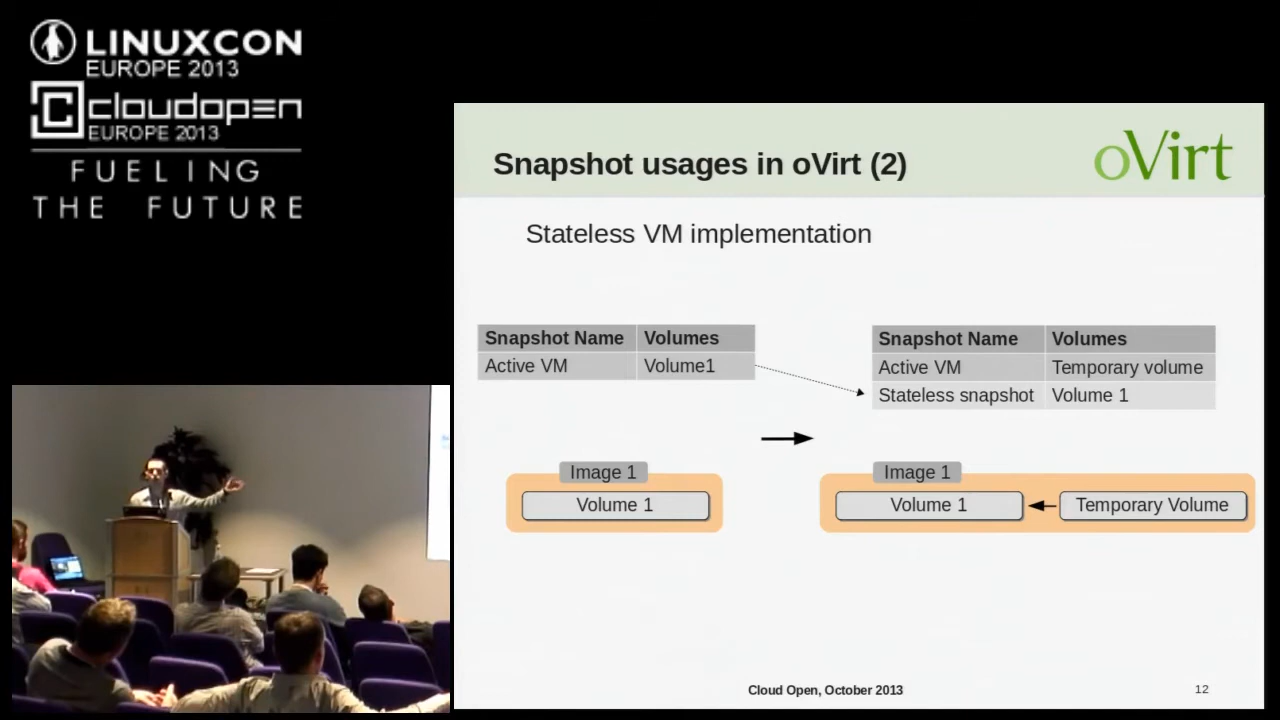 LINUXCON
EUROPE 2013
cloudopen
EUROPE 2013
FUELING
THE FUTURE
Snapshot usages in oVirt (2)
oVirt
Stateless VM implementation
Snapshot Name Volumes
Active VM Volume1
Snapshot Name Volumes
Active VM Temporary volume
Stateless snapshot Volume 1
Image 1
Volume 1
Image 1
Volume 1 Temporary Volume
Cloud Open, October 2013
12